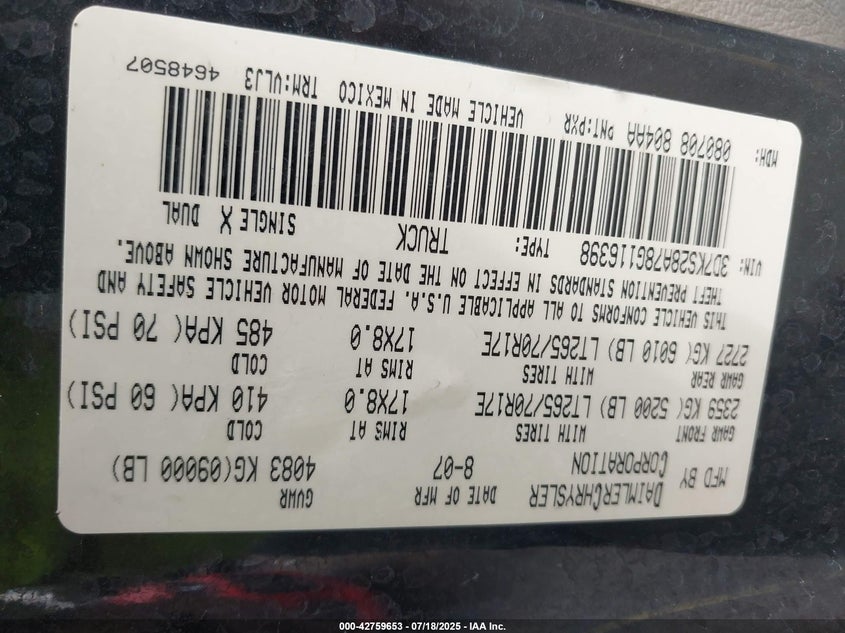 MFD BY DAIMLERCHRYSLER CORPORATION DATE OF MFR 8-07 GVWR 4083 KG(09000 LB)
GAWR FRONT WITH TIRES RIMS AT COLD
2359 KG( 5200 LB) LT265/70R17E 17X8.0 410 KPA( 60 PSI)
GAWR REAR WITH TIRES RIMS AT COLD
2727 KG( 6010 LB) LT265/70R17E 17X8.0 485 KPA( 70 PSI)
THIS VEHICLE CONFORMS TO ALL APPLICABLE U.S.A. FEDERAL MOTOR VEHICLE SAFETY AND
THEFT PREVENTION STANDARDS IN EFFECT ON THE DATE OF MANUFACTURE SHOWN ABOVE.
VIN: 3D7KS28A78G116398 TYPE: TRUCK SINGLE X DUAL
MDH: 080708 804AA PNT:PXR VEHICLE MADE IN MEXICO TRM:VLJ3 4648507
000-42759653 - 07/18/2025 - IAA Inc.